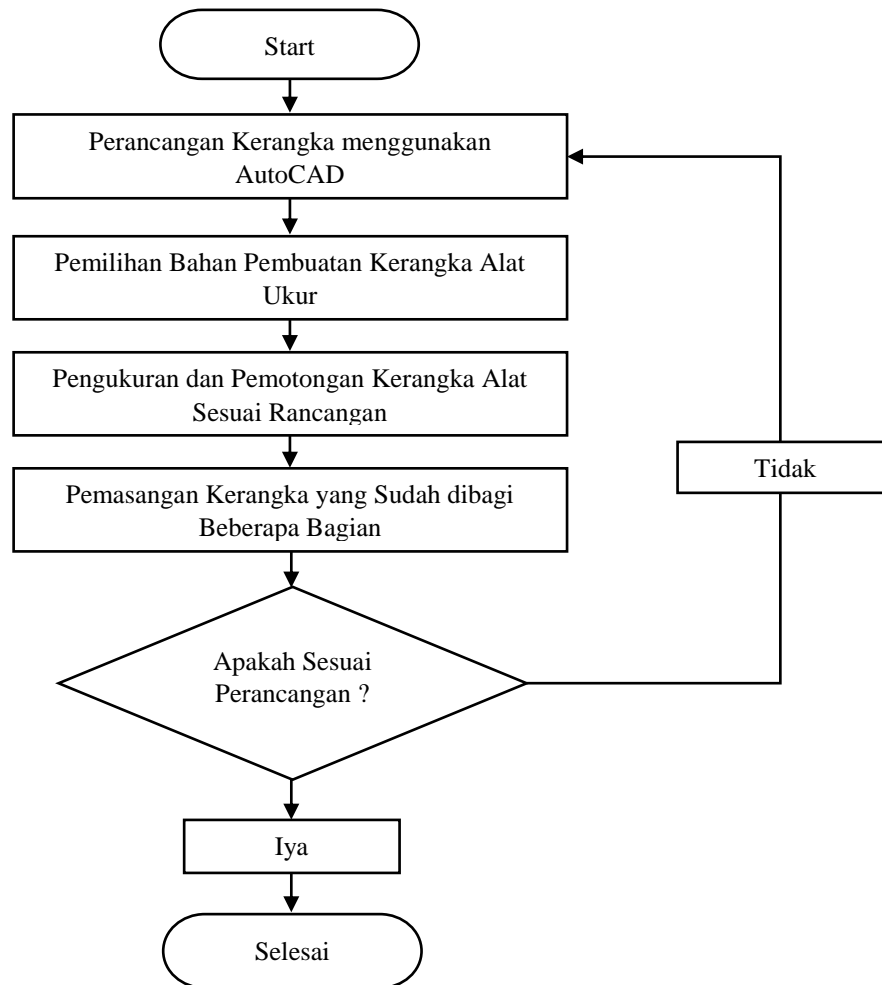 Start
Perancangan Kerangka menggunakan
AutoCAD
Pemilihan Bahan Pembuatan Kerangka Alat
Ukur
Pengukuran dan Pemotongan Kerangka Alat
Sesuai Rancangan
Tidak
Pemasangan Kerangka yang Sudah dibagi
Beberapa Bagian
Apakah Sesuai
Perancangan ?
Iya
Selesai